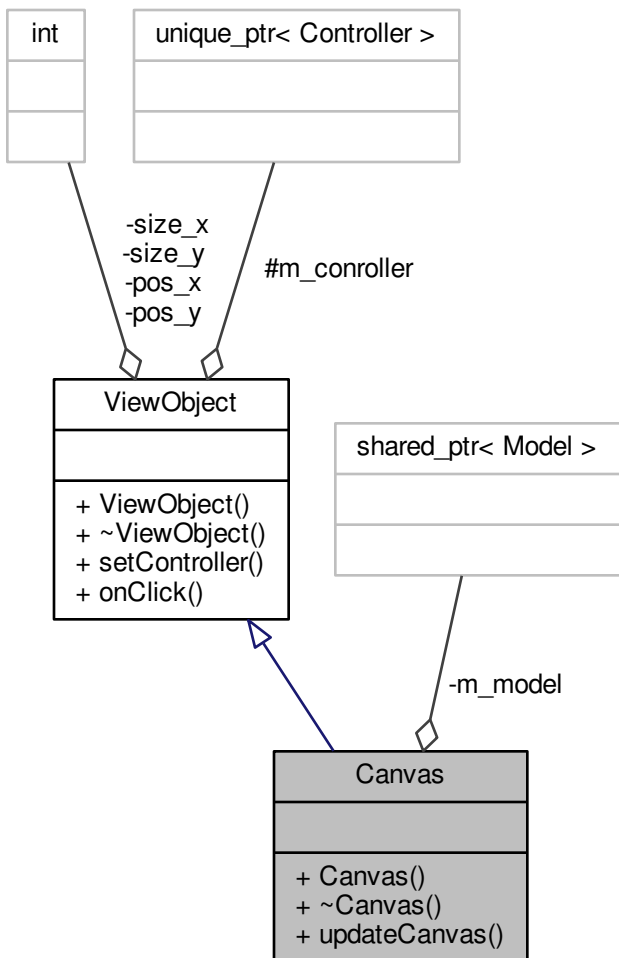 int
unique_ptr< Controller >
-size_x
-size_y
-pos_x
-pos_y
#m_conroller
ViewObject
+ ViewObject()
+ ~ViewObject()
+ setController()
+ onClick()
shared_ptr< Model >
-m_model
Canvas
+ Canvas()
+ ~Canvas()
+ updateCanvas()